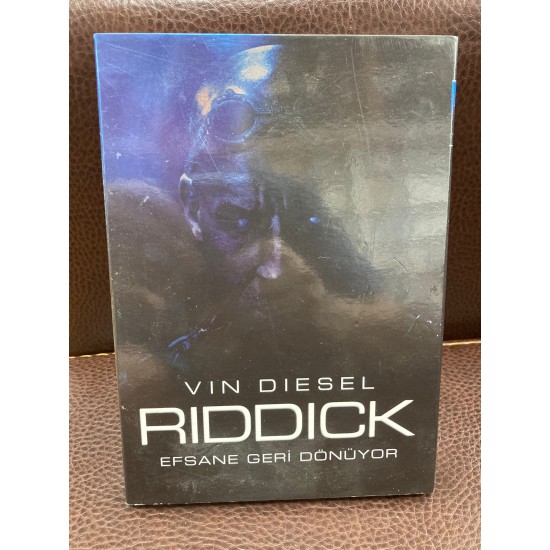 VIN DIESEL
RIDDICK
EFSANE GERİ DÖNÜYOR